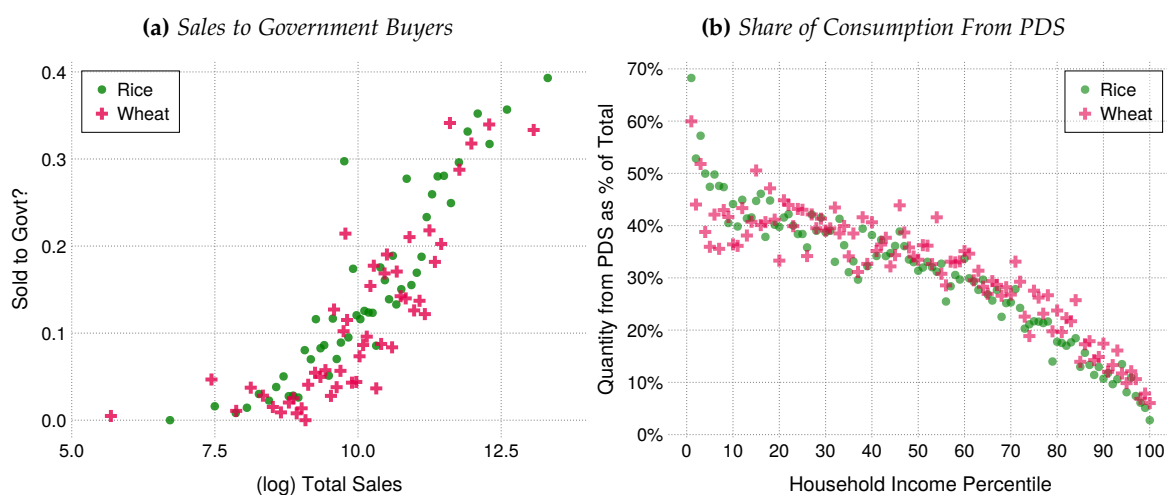 (a) Sales to Government Buyers
Sold to Govt?
0.4
0.3
0.2
0.1
0.0
Rice
Wheat
5.0 7.5 10.0 12.5
(log) Total Sales
(b) Share of Consumption From PDS
Quantity from PDS as % of Total
70%
60%
50%
40%
30%
20%
10%
0%
Rice
Wheat
0 10 20 30 40 50 60 70 80 90 100
Household Income Percentile